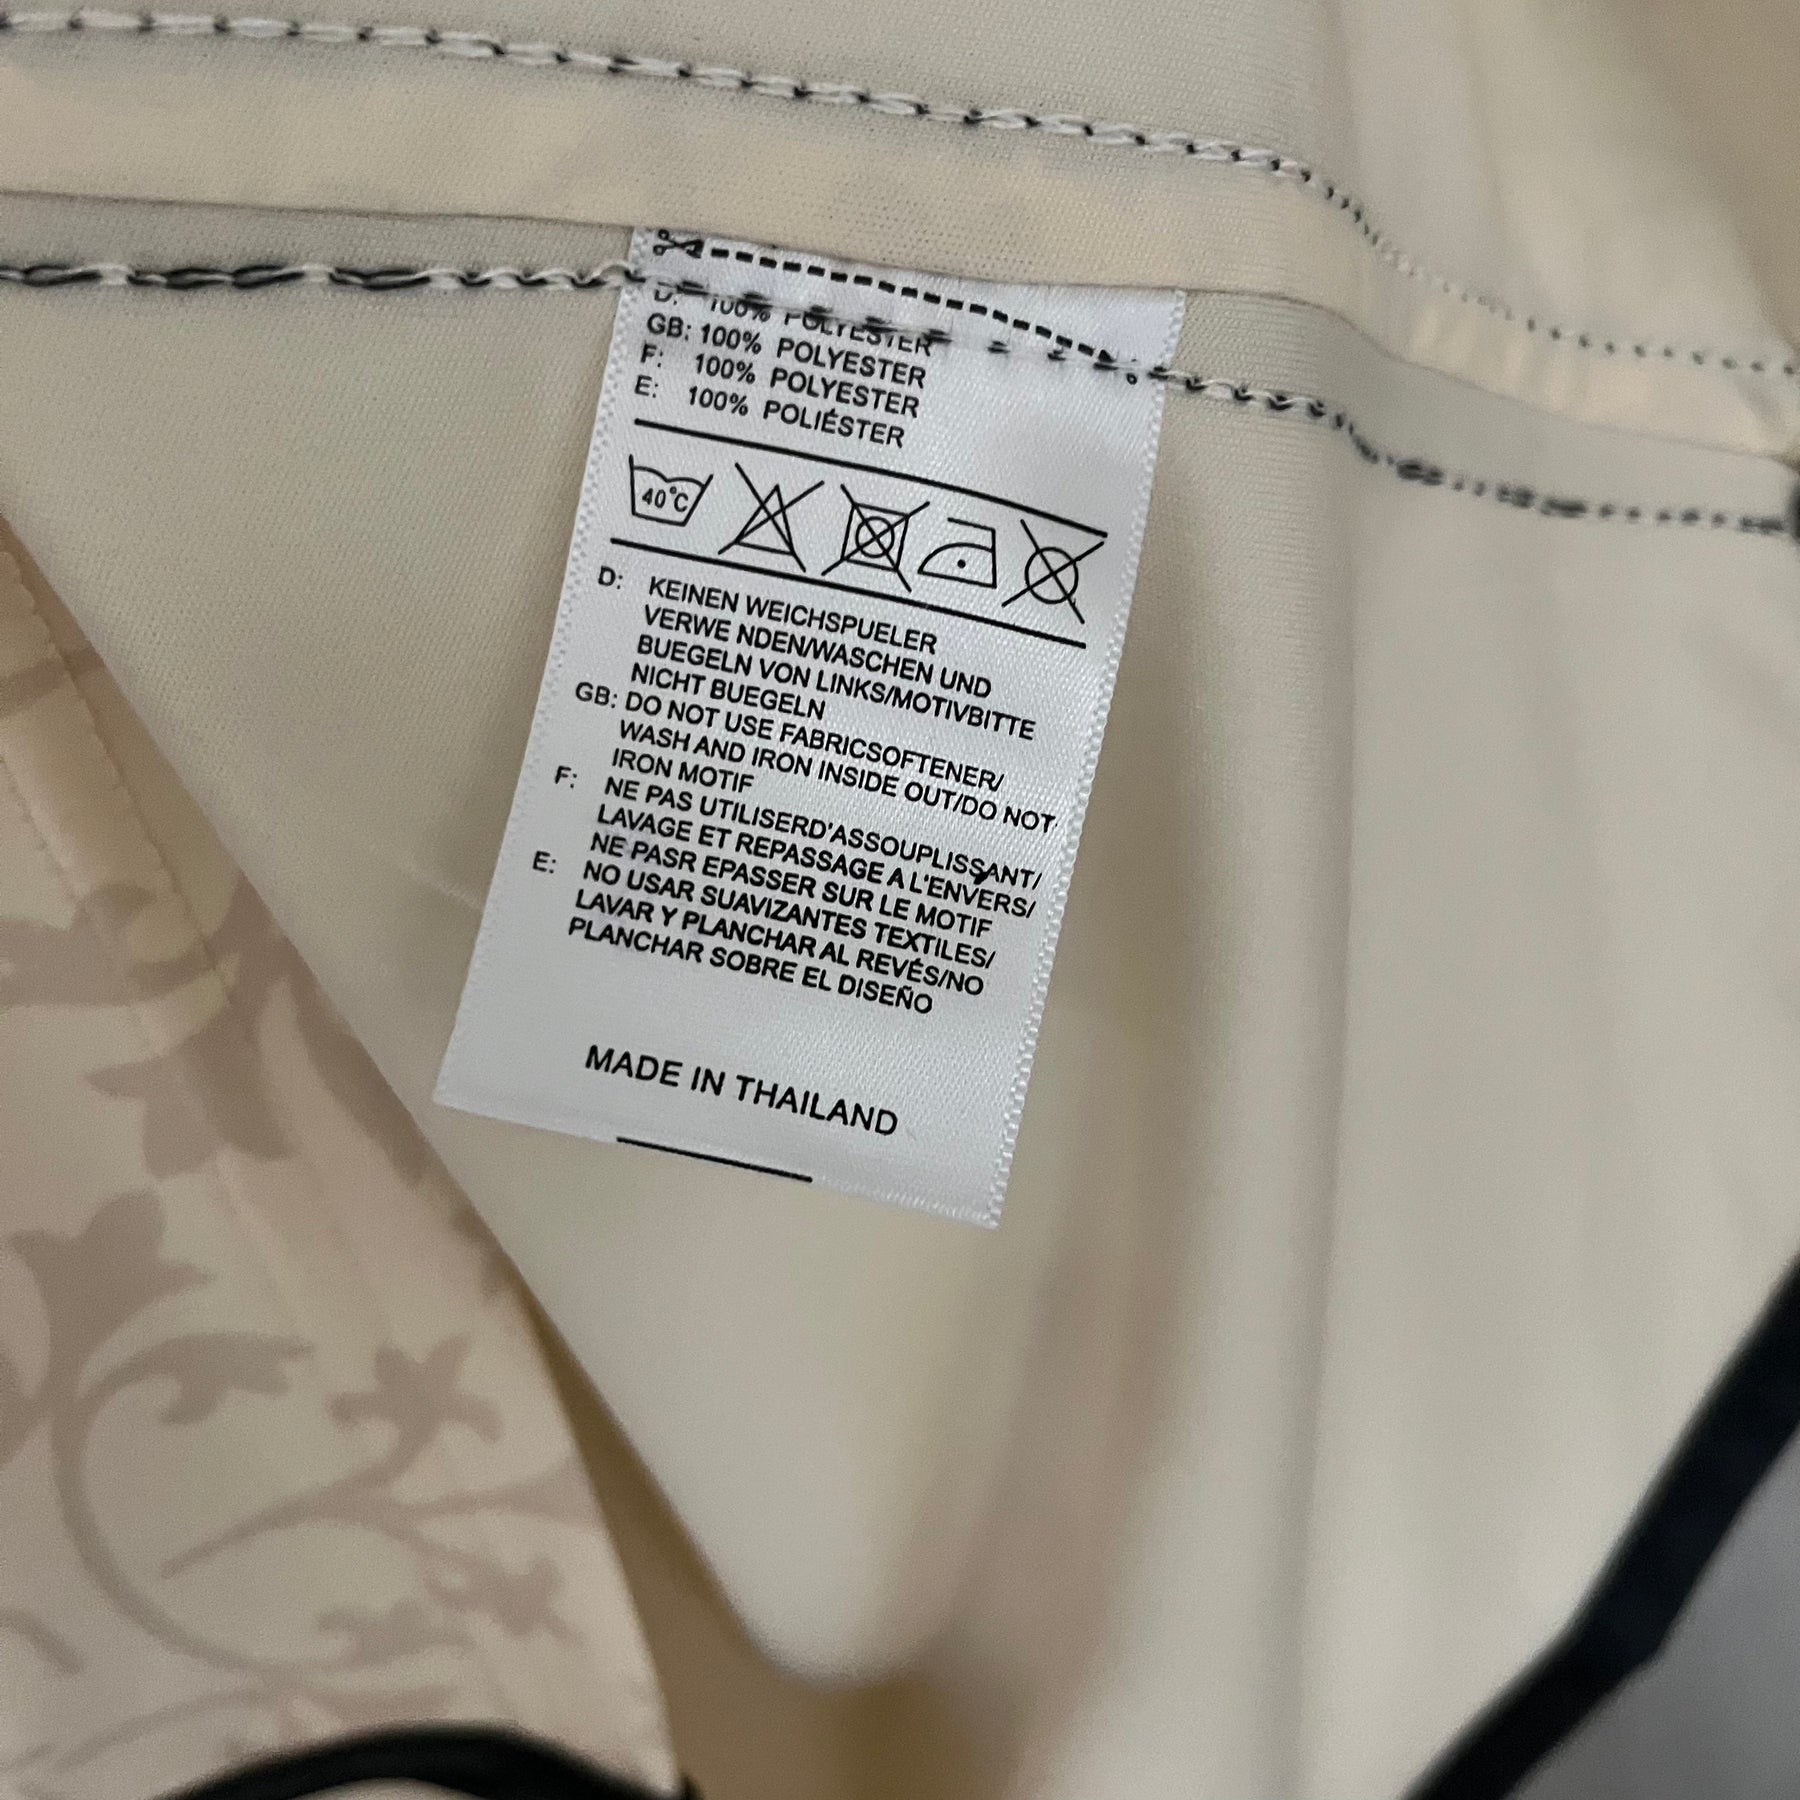 D: 100% POLYESTER
GB: 100% POLYESTER
F: 100% POLYESTER
E: 100% POLIÉSTER
40°C
D: KEINEN WEICHSPUELER
VERWE NDEN/WASCHEN UND
BUEGELN VON LINKS/MOTIVBITTE
NICHT BUEGELN
GB: DO NOT USE FABRICSOFTENER/
WASH AND IRON INSIDE OUT/DO NOT
IRON MOTIF
F: NE PAS UTILISERD'ASSOUPLISSANT/
LAVAGE ET REPASSAGE A L'ENVERS/
NE PASR EPASSER SUR LE MOTIF
E: NO USAR SUAVIZANTES TEXTILES/
LAVAR Y PLANCHAR AL REVÉS/NO
PLANCHAR SOBRE EL DISEÑO
MADE IN THAILAND